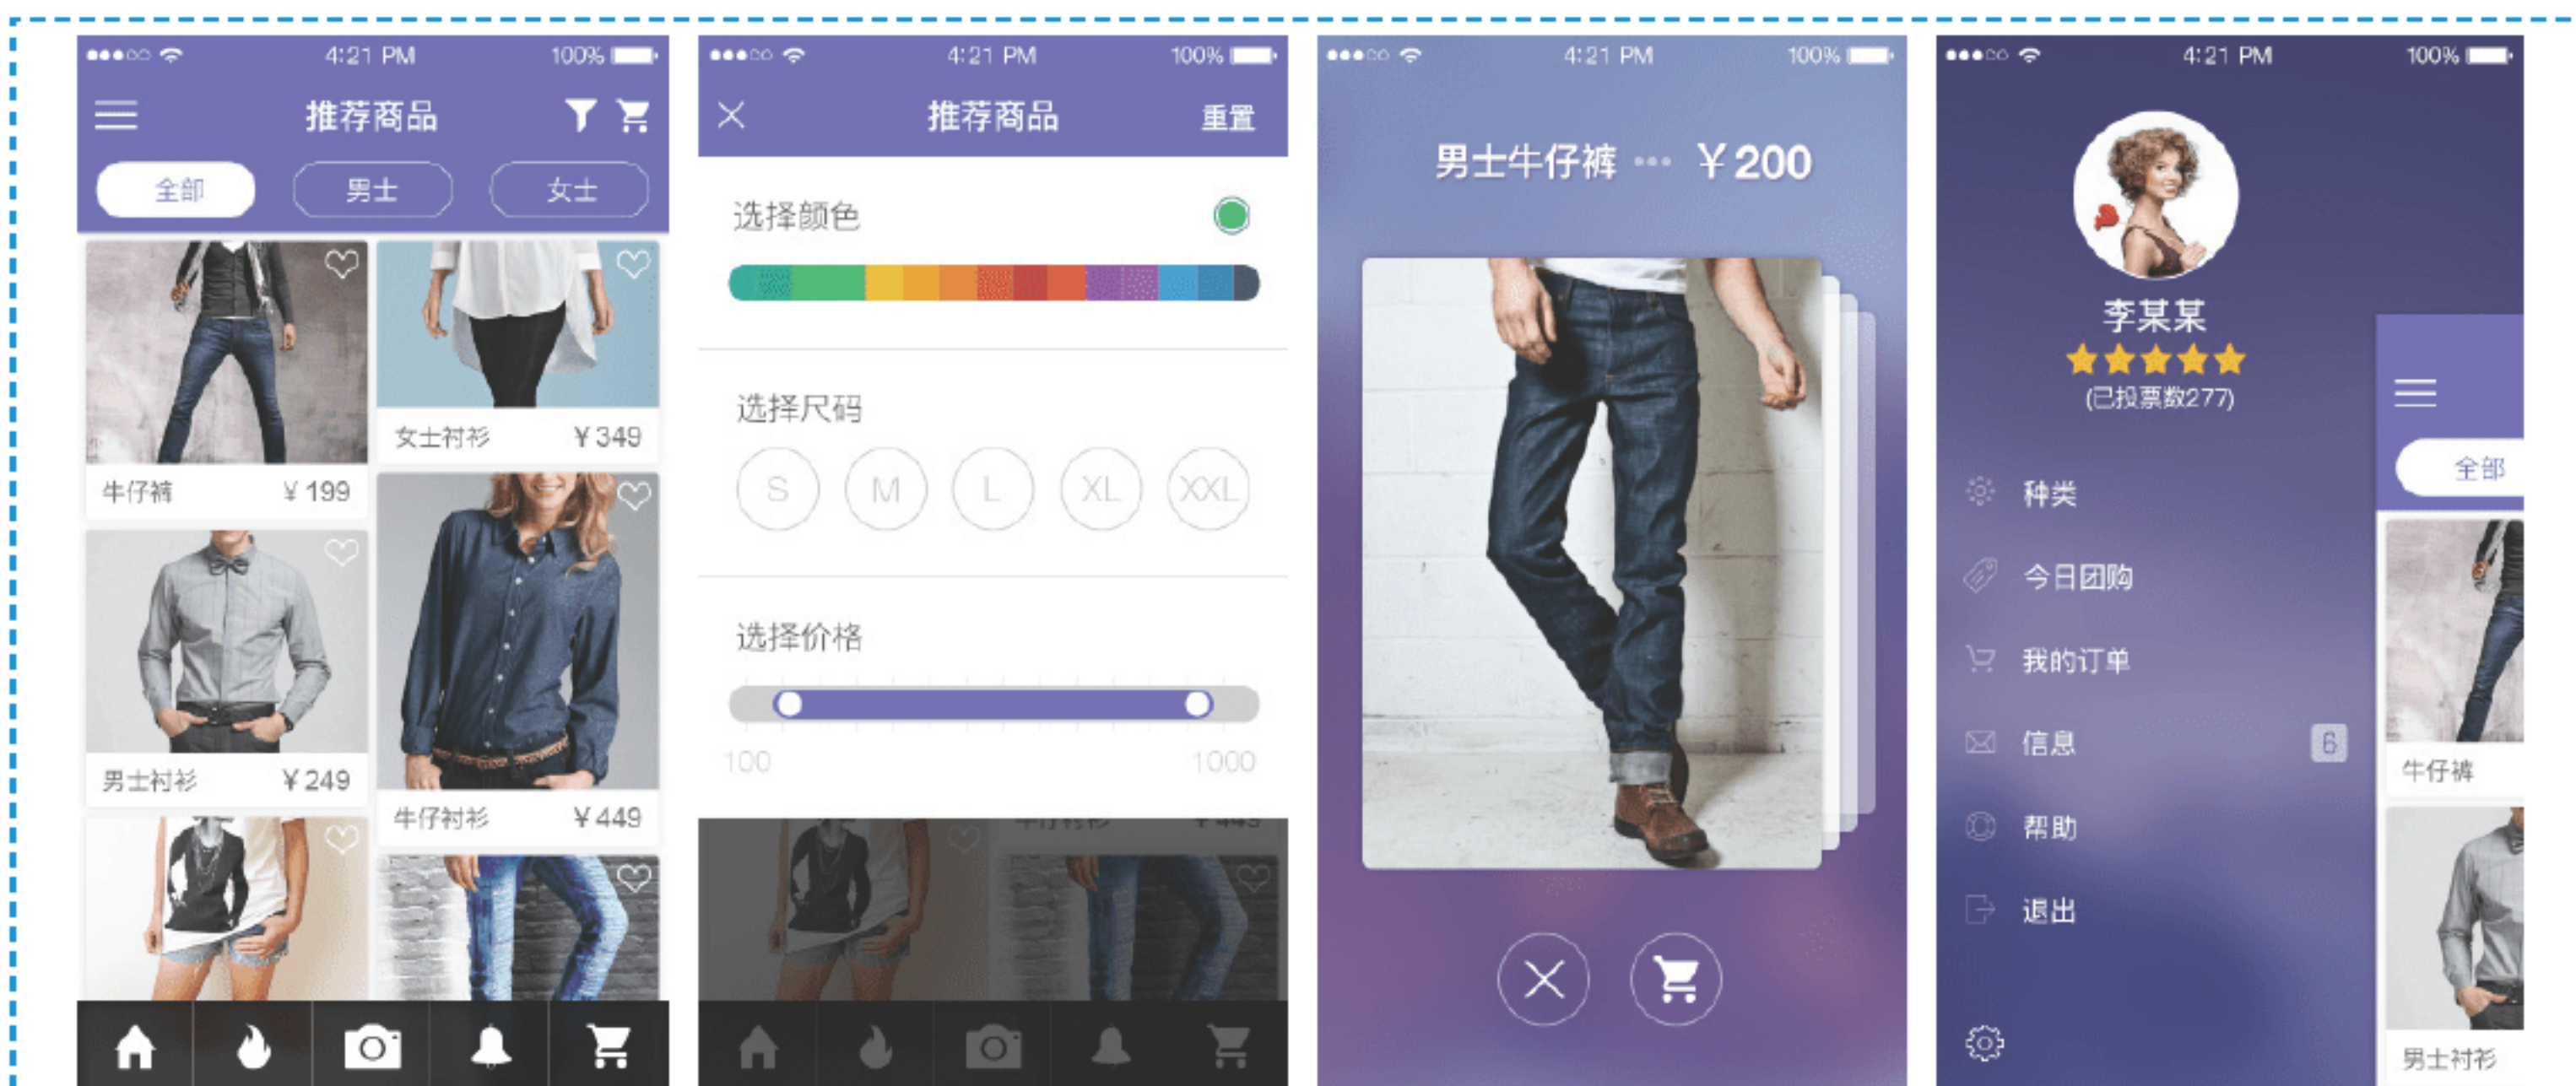 4:21 PM 100%
推荐商品
全部 男士 女士
女士衬衫 ¥349
牛仔裤 ¥199
男士衬衫 ¥249
牛仔衬衫 ¥449
4:21 PM 100%
推荐商品 重置
选择颜色
选择尺码
S M L XL XXL
选择价格
100 1000
牛仔衬衫 ¥449
4:21 PM 100%
男士牛仔裤 ••• ¥200
4:21 PM 100%
李某某
(已投票数277)
种类
今日团购
我的订单
信息 6
帮助
退出
全部
牛仔裤
男士衬衫